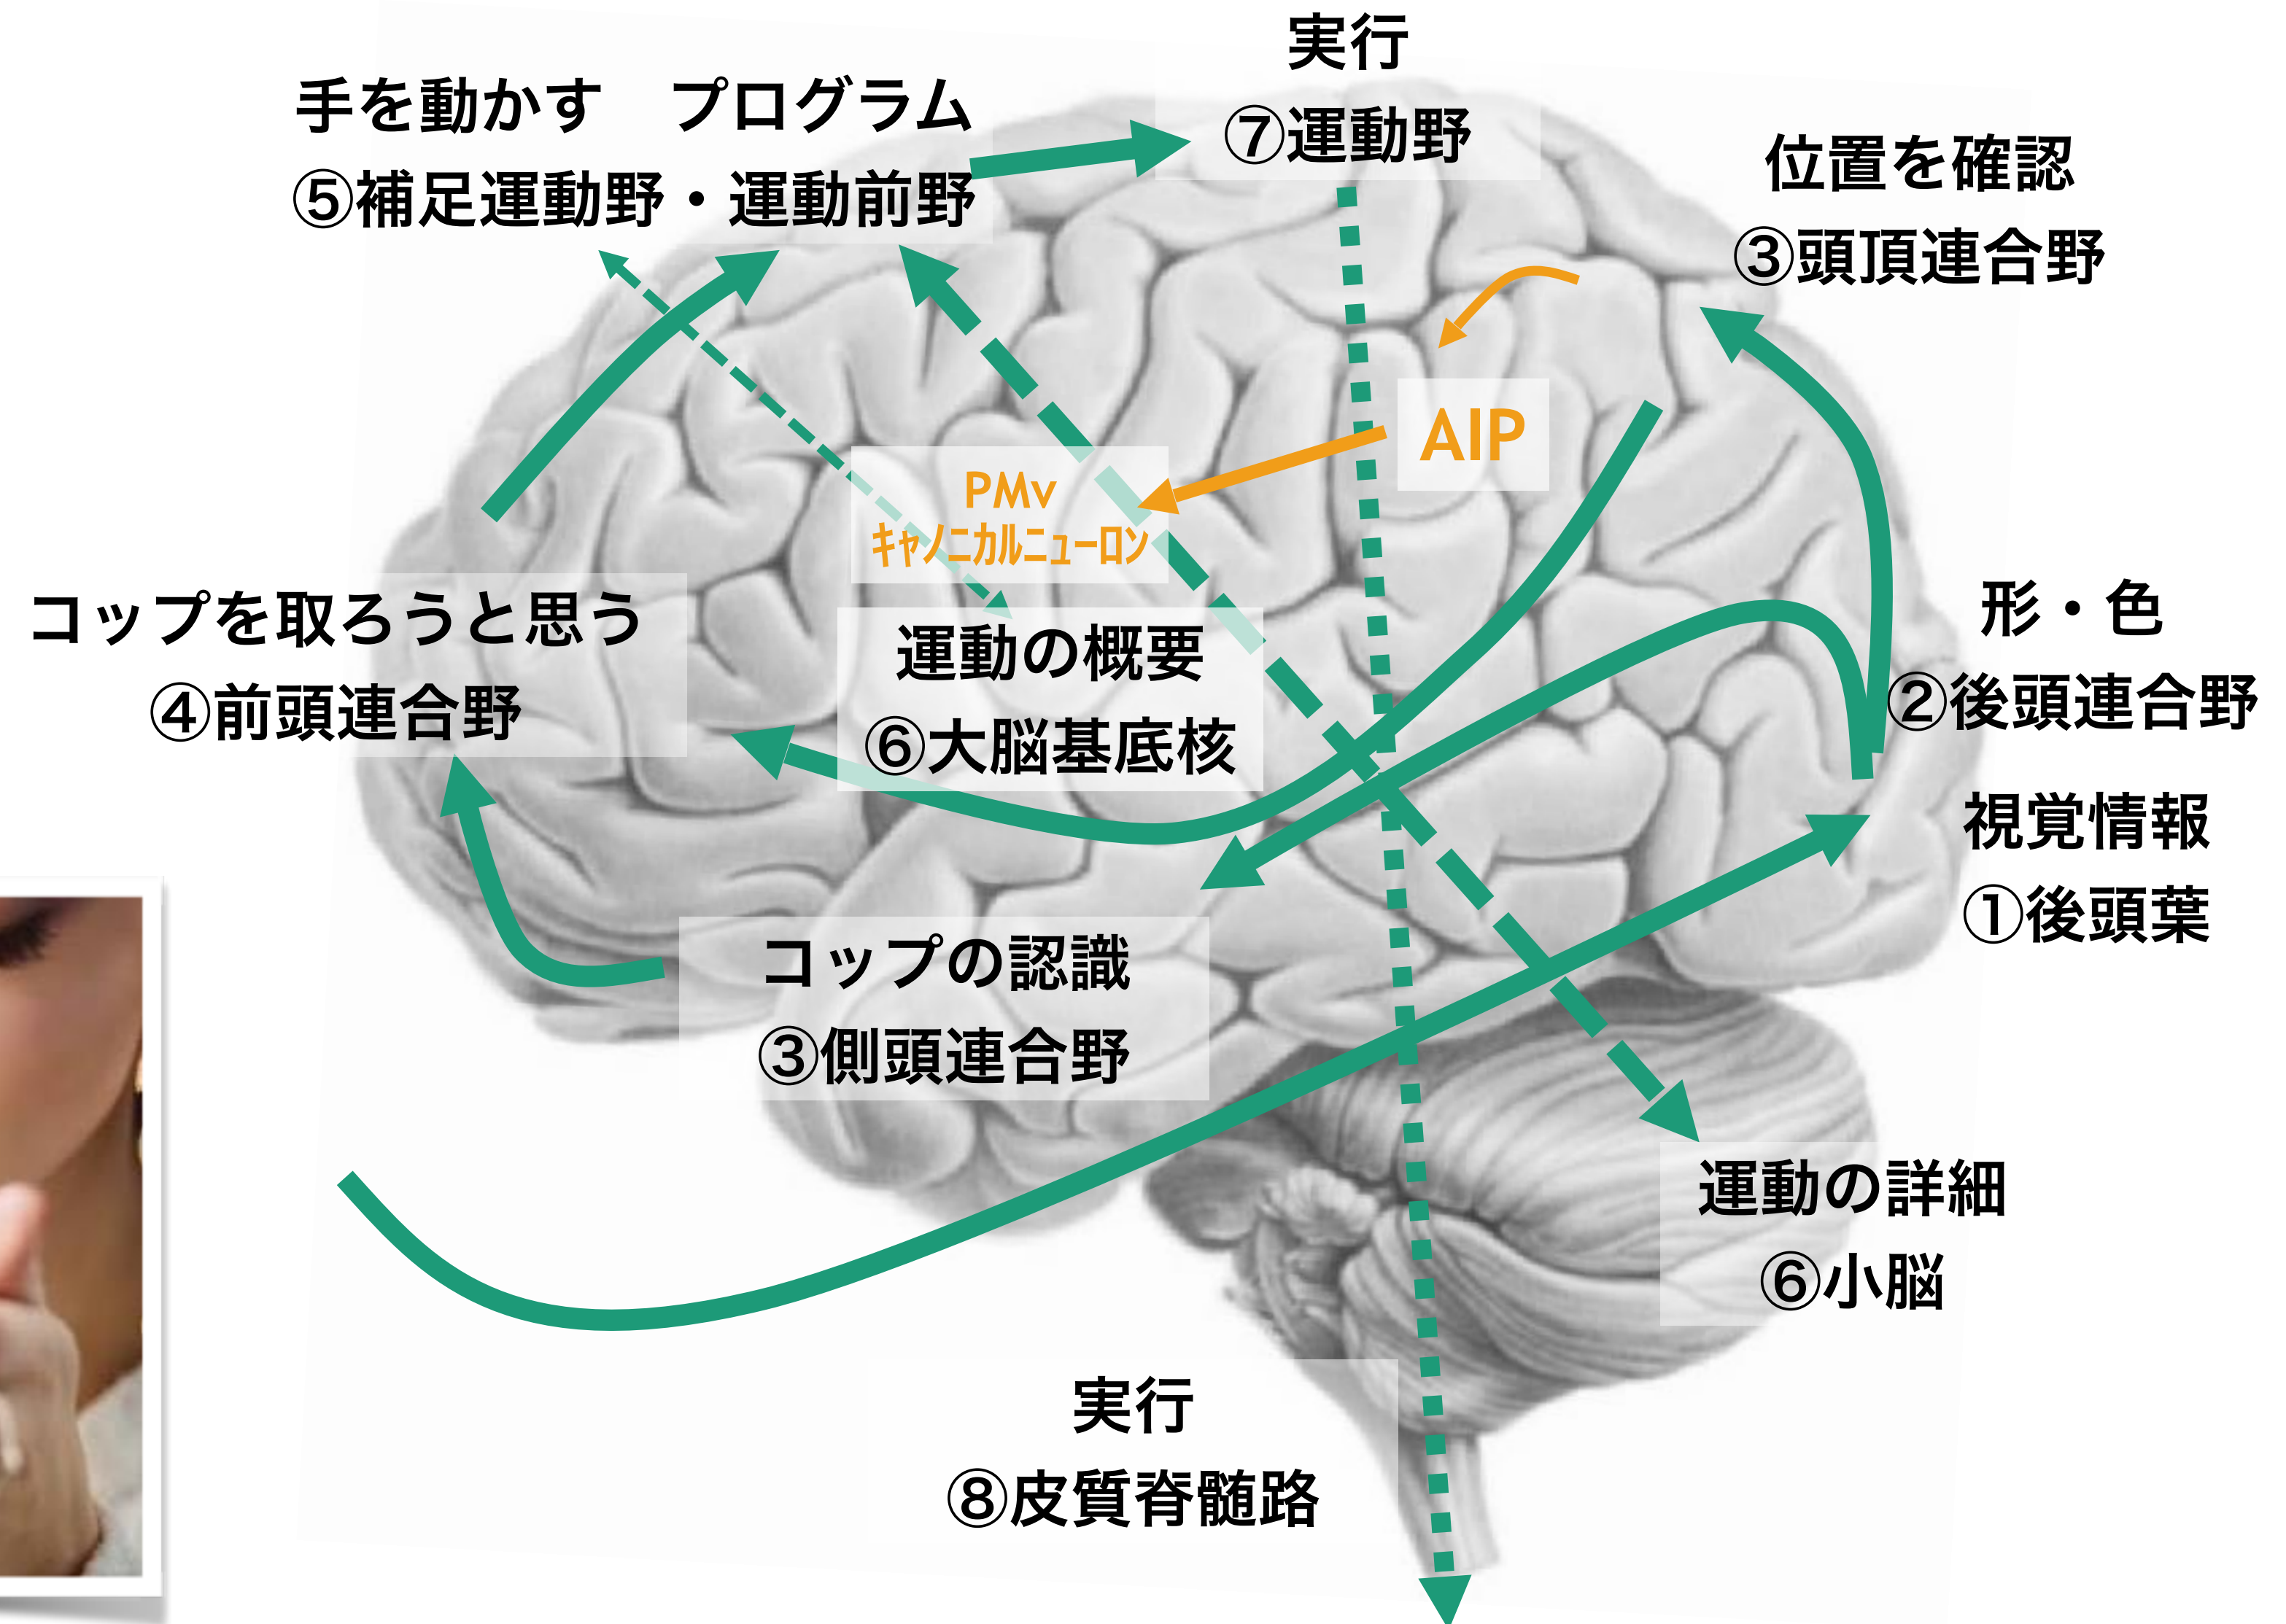 実行
⑦運動野
手を動かす　プログラム
⑤補足運動野・運動前野
位置を確認
③頭頂連合野
AIP
PMv
キャノニカルニューロン
コップを取ろうと思う
④前頭連合野
運動の概要
⑥大脳基底核
形・色
②後頭連合野
視覚情報
①後頭葉
コップの認識
③側頭連合野
運動の詳細
⑥小脳
実行
⑧皮質脊髄路